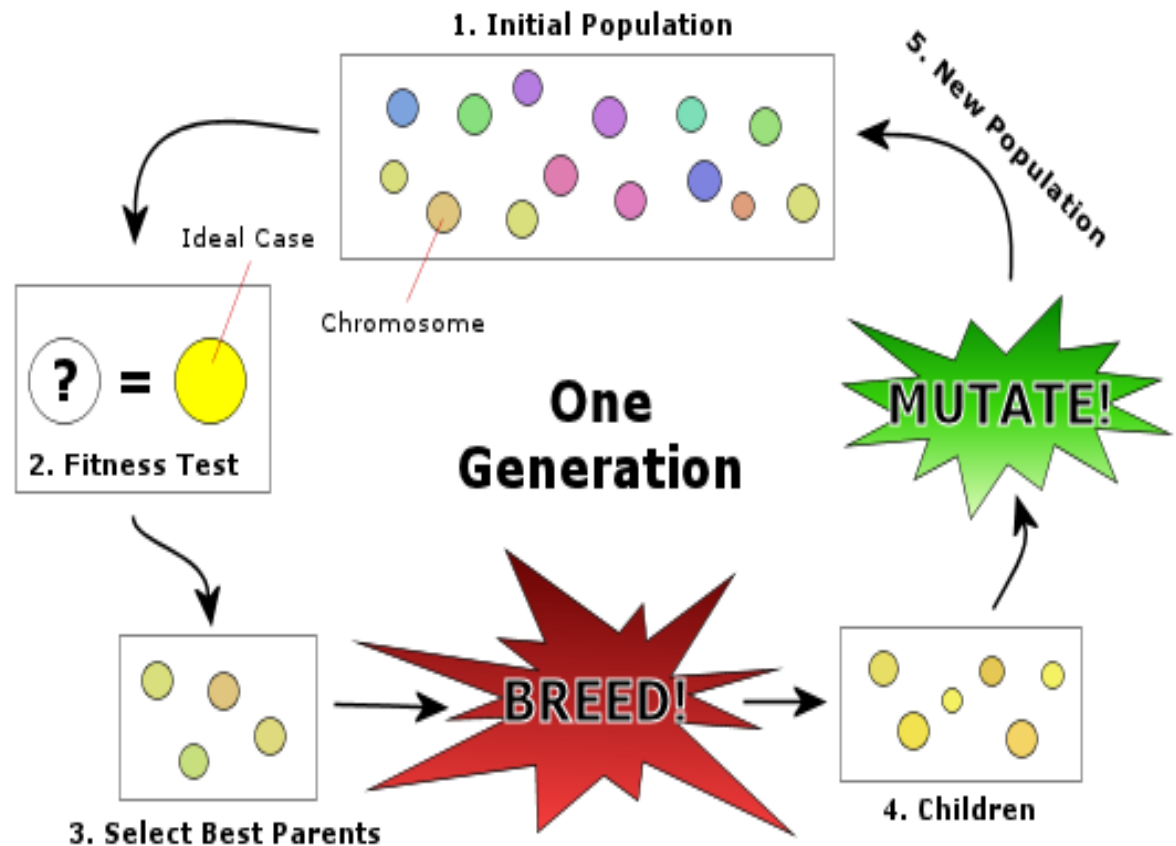 1. Initial Population
5. New Population
Ideal Case
Chromosome
? =
2. Fitness Test
One
Generation
MUTATE!
BREED!
3. Select Best Parents
4. Children